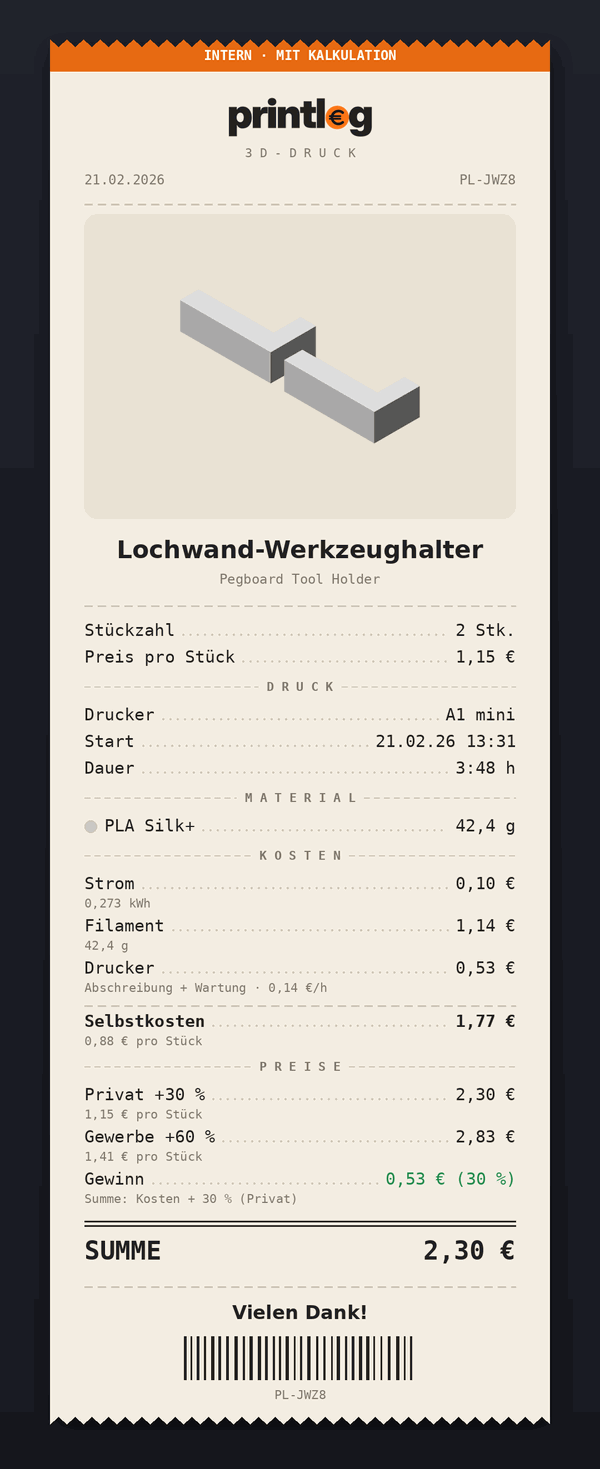 INTERN · MIT KALKULATION
printl€g
3D-DRUCK
21.02.2026 PL-JWZ8
Lochwand-Werkzeughalter
Pegboard Tool Holder
Stückzahl 2 Stk.
Preis pro Stück 1,15 €
DRUCK
Drucker A1 mini
Start 21.02.26 13:31
Dauer 3:48 h
MATERIAL
PLA Silk+ 42,4 g
KOSTEN
Strom 0,10 €
0,273 kWh
Filament 1,14 €
42,4 g
Drucker 0,53 €
Abschreibung + Wartung · 0,14 €/h
Selbstkosten 1,77 €
0,88 € pro Stück
PREISE
Privat +30 % 2,30 €
1,15 € pro Stück
Gewerbe +60 % 2,83 €
1,41 € pro Stück
Gewinn 0,53 € (30 %)
Summe: Kosten + 30 % (Privat)
SUMME 2,30 €
Vielen Dank!
PL-JWZ8